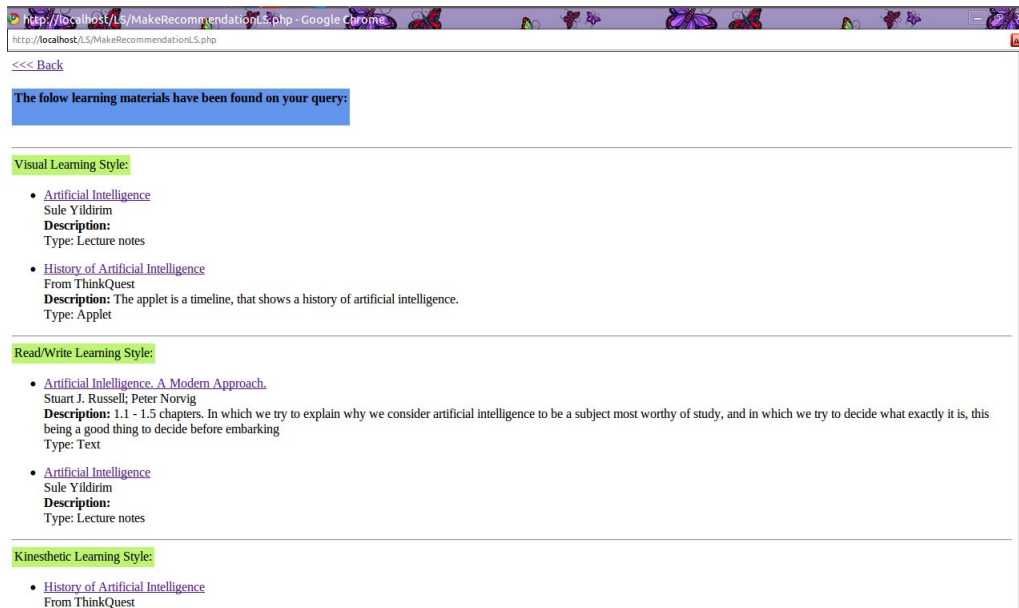 http://localhost/LS/MakeRecommendationLS.php - Google Chrome
http://localhost/LS/MakeRecommendationLS.php
<<< Back
The folow learning materials have been found on your query:
Visual Learning Style:
Artificial Intelligence
Sule Yildirim
Description:
Type: Lecture notes
History of Artificial Intelligence
From ThinkQuest
Description: The applet is a timeline, that shows a history of artificial intelligence.
Type: Applet
Read/Write Learning Style:
Artificial Inlelligence. A Modern Approach.
Stuart J. Russell; Peter Norvig
Description: 1.1 - 1.5 chapters. In which we try to explain why we consider artificial intelligence to be a subject most worthy of study, and in which we try to decide what exactly it is, this
being a good thing to decide before embarking
Type: Text
Artificial Intelligence
Sule Yildirim
Description:
Type: Lecture notes
Kinesthetic Learning Style:
History of Artificial Intelligence
From ThinkQuest